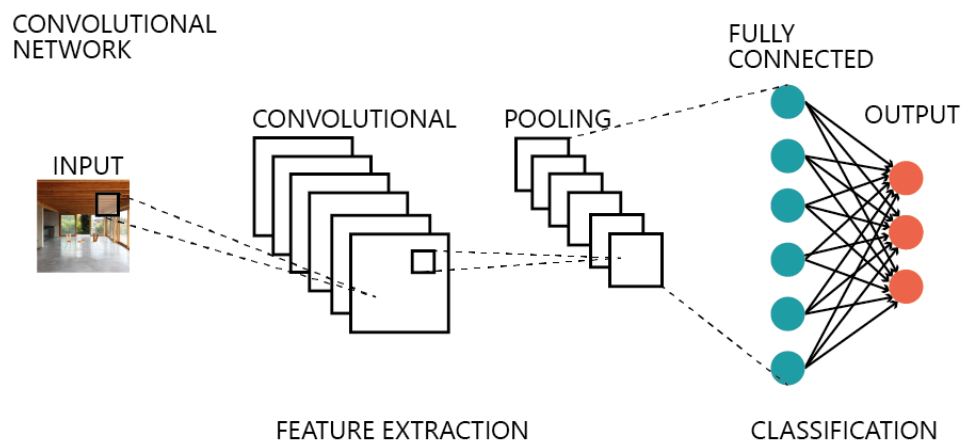 CONVOLUTIONAL
NETWORK
FULLY
CONNECTED
CONVOLUTIONAL
POOLING
OUTPUT
INPUT
FEATURE EXTRACTION
CLASSIFICATION